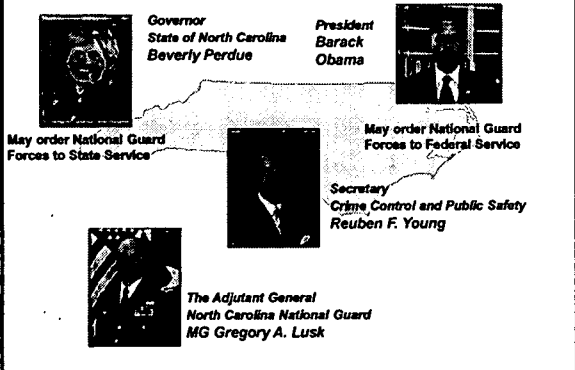 Governor
State of North Carolina
Beverly Perdue
President
Barack
Obama
May order National Guard
Forces to State Service
May order National Guard
Forces to Federal Service
Secretary
Crime Control and Public Safety
Reuben F. Young
The Adjutant General
North Carolina National Guard
MG Gregory A. Lusk